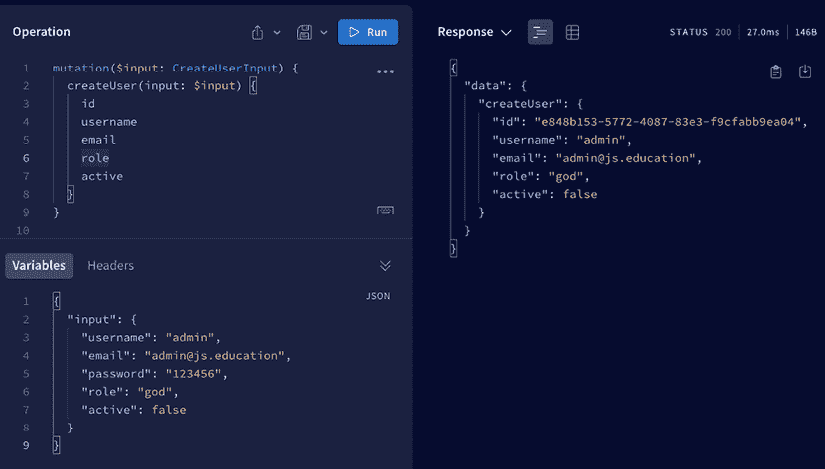 Operation
Run
1 mutation($input: CreateUserInput) {
2 createUser(input: $input) {
3 id
4 username
5 email
6 role
7 active
8 }
9 }
10
Variables Headers
JSON
1 {
2 "input": {
3 "username": "admin",
4 "email": "admin@js.education",
5 "password": "123456",
6 "role": "god",
7 "active": false
8 }
9 }
Response
STATUS 200 27.0ms 146B
{
"data": {
"createUser": {
"id": "e848b153-5772-4087-83e3-f9cfabb9ea04",
"username": "admin",
"email": "admin@js.education",
"role": "god",
"active": false
}
}
}